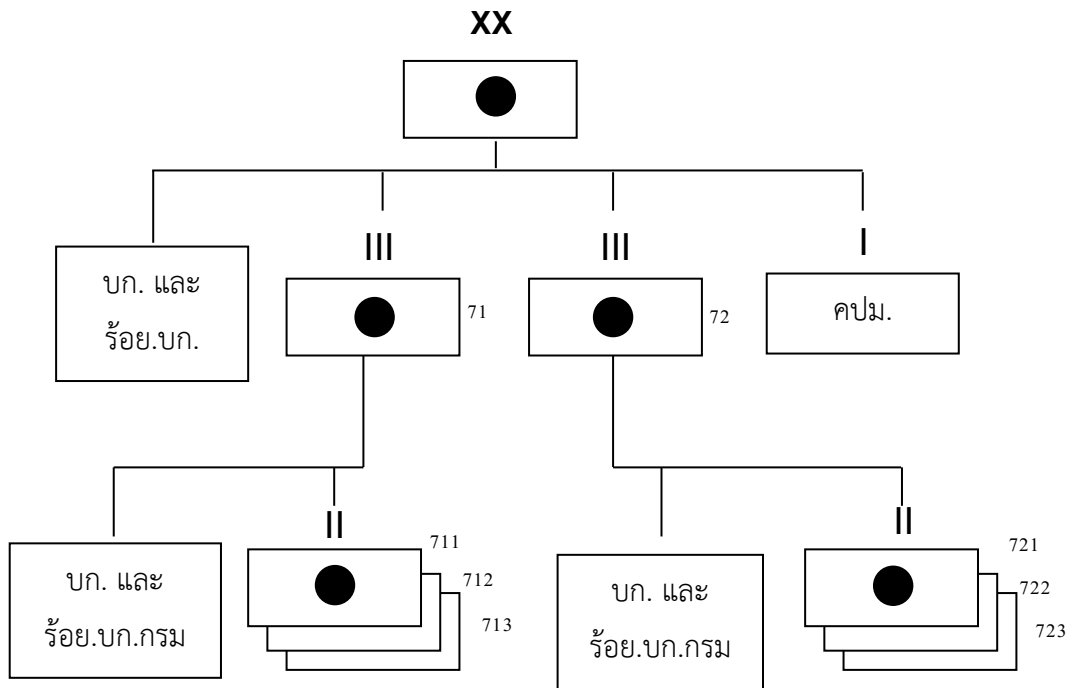 XX
บก. และ
ร้อย.บก.
III
71
III
72
I
คปม.
บก. และ
ร้อย.บก.กรม
II
711
712
713
บก. และ
ร้อย.บก.กรม
II
721
722
723